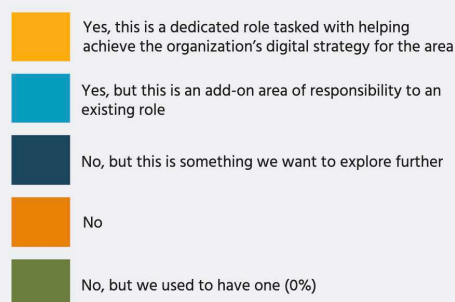 Yes, this is a dedicated role tasked with helping
achieve the organization's digital strategy for the area
Yes, but this is an add-on area of responsibility to an
existing role
No, but this is something we want to explore further
No
No, but we used to have one (0%)